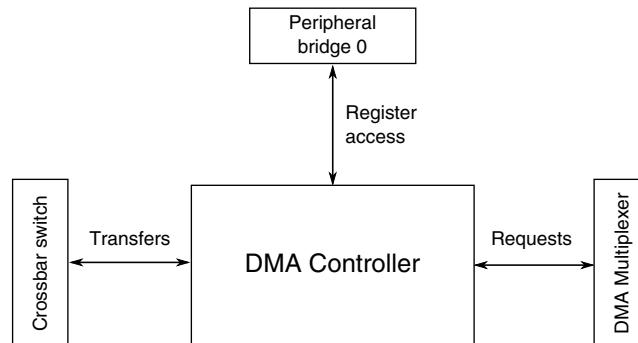 Peripheral
bridge 0
Register
access
Crossbar switch
Transfers
DMA Controller
Requests
DMA Multiplexer